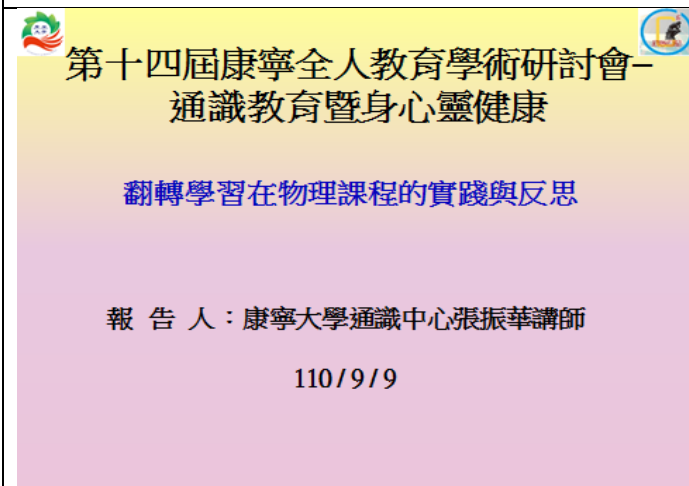 第十四屆康寧全人教育學術研討會–
通識教育暨身心靈健康
翻轉學習在物理課程的實踐與反思
報 告 人：康寧大學通識中心張振華講師
110 / 9 / 9